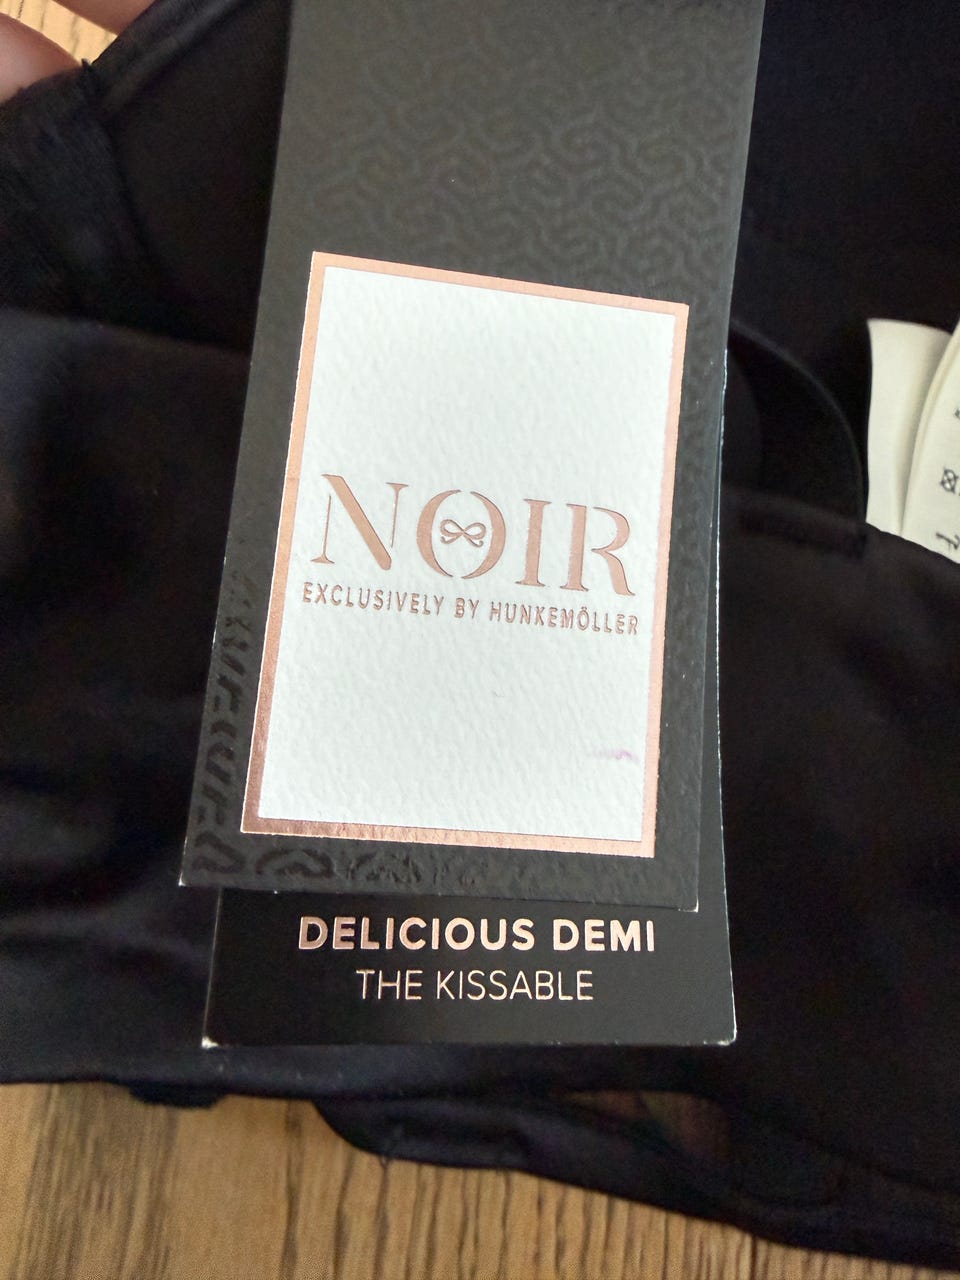 NOIR
EXCLUSIVELY BY HUNKEMÖLLER
DELICIOUS DEMI
THE KISSABLE